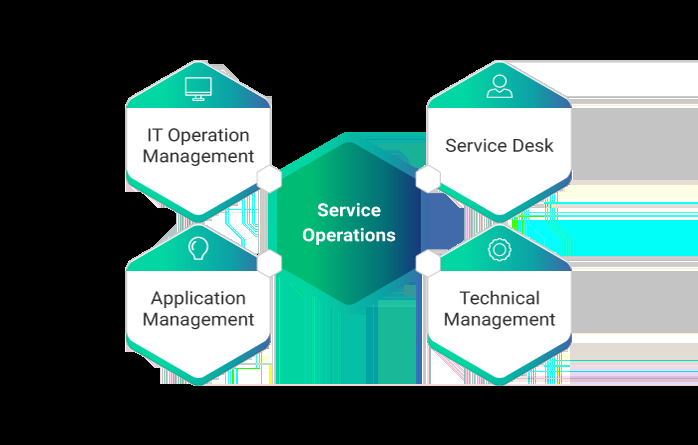 IT Operation
Management
Service Desk
Service
Operations
Application
Management
Technical
Management